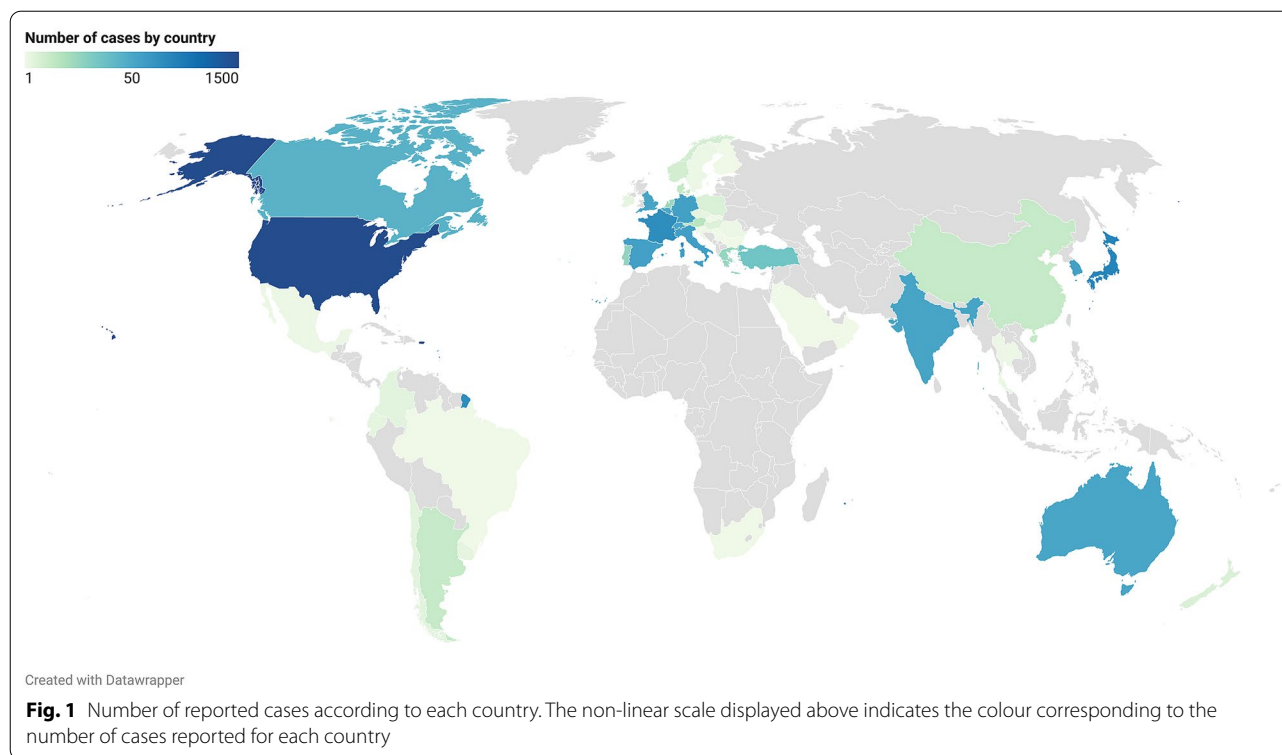 Number of cases by country
1 50 1500
Created with Datawrapper
Fig. 1 Number of reported cases according to each country. The non-linear scale displayed above indicates the colour corresponding to the
number of cases reported for each country